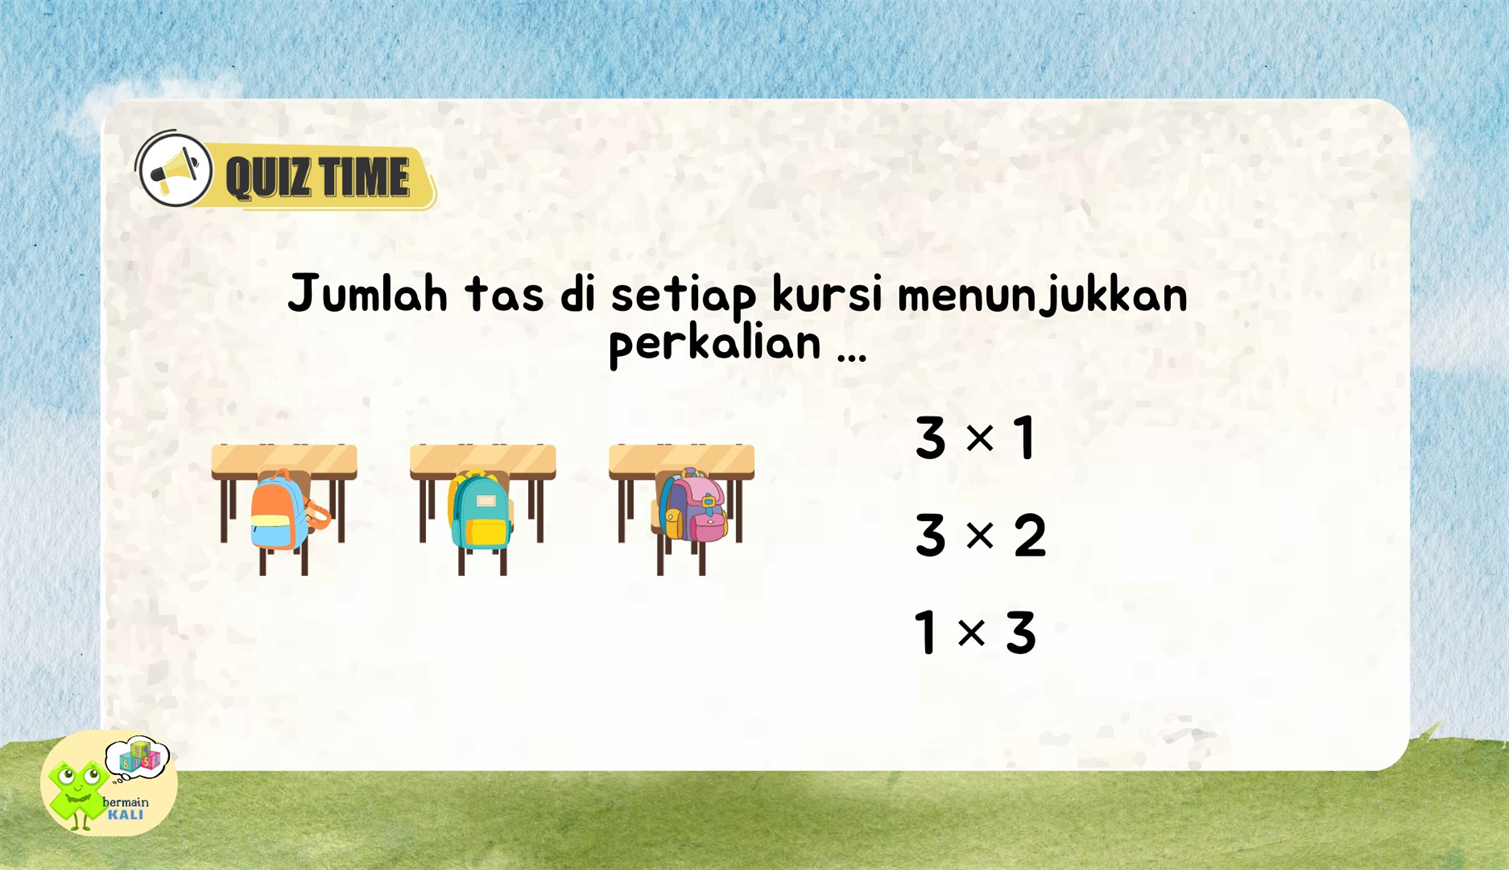 QUIZ TIME
Jumlah tas di setiap kursi menunjukkan
perkalian ...
3 × 1
3 × 2
1 × 3
bermain
KALI